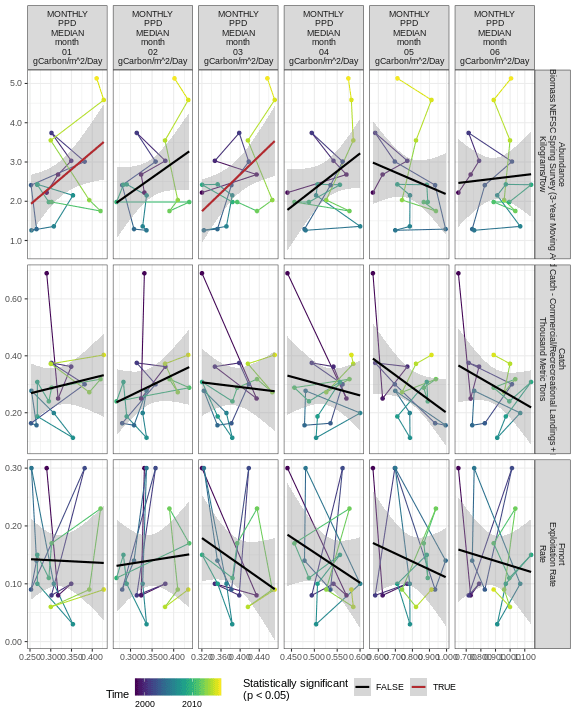 MONTHLY MONTHLY MONTHLY MONTHLY MONTHLY MONTHLY
PPD PPD PPD PPD PPD PPD
MEDIAN MEDIAN MEDIAN MEDIAN MEDIAN MEDIAN
month month month month month month
01 02 03 04 05 06
gCarbon/m^2/Day gCarbon/m^2/Day gCarbon/m^2/Day gCarbon/m^2/Day gCarbon/m^2/Day gCarbon/m^2/Day
5.0
4.0
3.0
2.0
1.0
Abundance
Biomass NEFSC Spring Survey (3-Year Moving A
Kilograms/Tow
0.60
0.40
0.20
Catch
Catch - Commercial/Recreational Landings +
Thousand Metric Tons
0.30
0.20
0.10
0.00
Fmort
Exploitation Rate
Rate
0.250 0.300 0.350 0.400 0.300 0.350 0.400 0.320 0.360 0.400 0.440 0.450 0.500 0.550 0.600 0.600 0.700 0.800 0.900 1.000 0.700 0.800 0.900 1.000 1.100
Time
2000 2010
Statistically significant
(p < 0.05)
FALSE TRUE